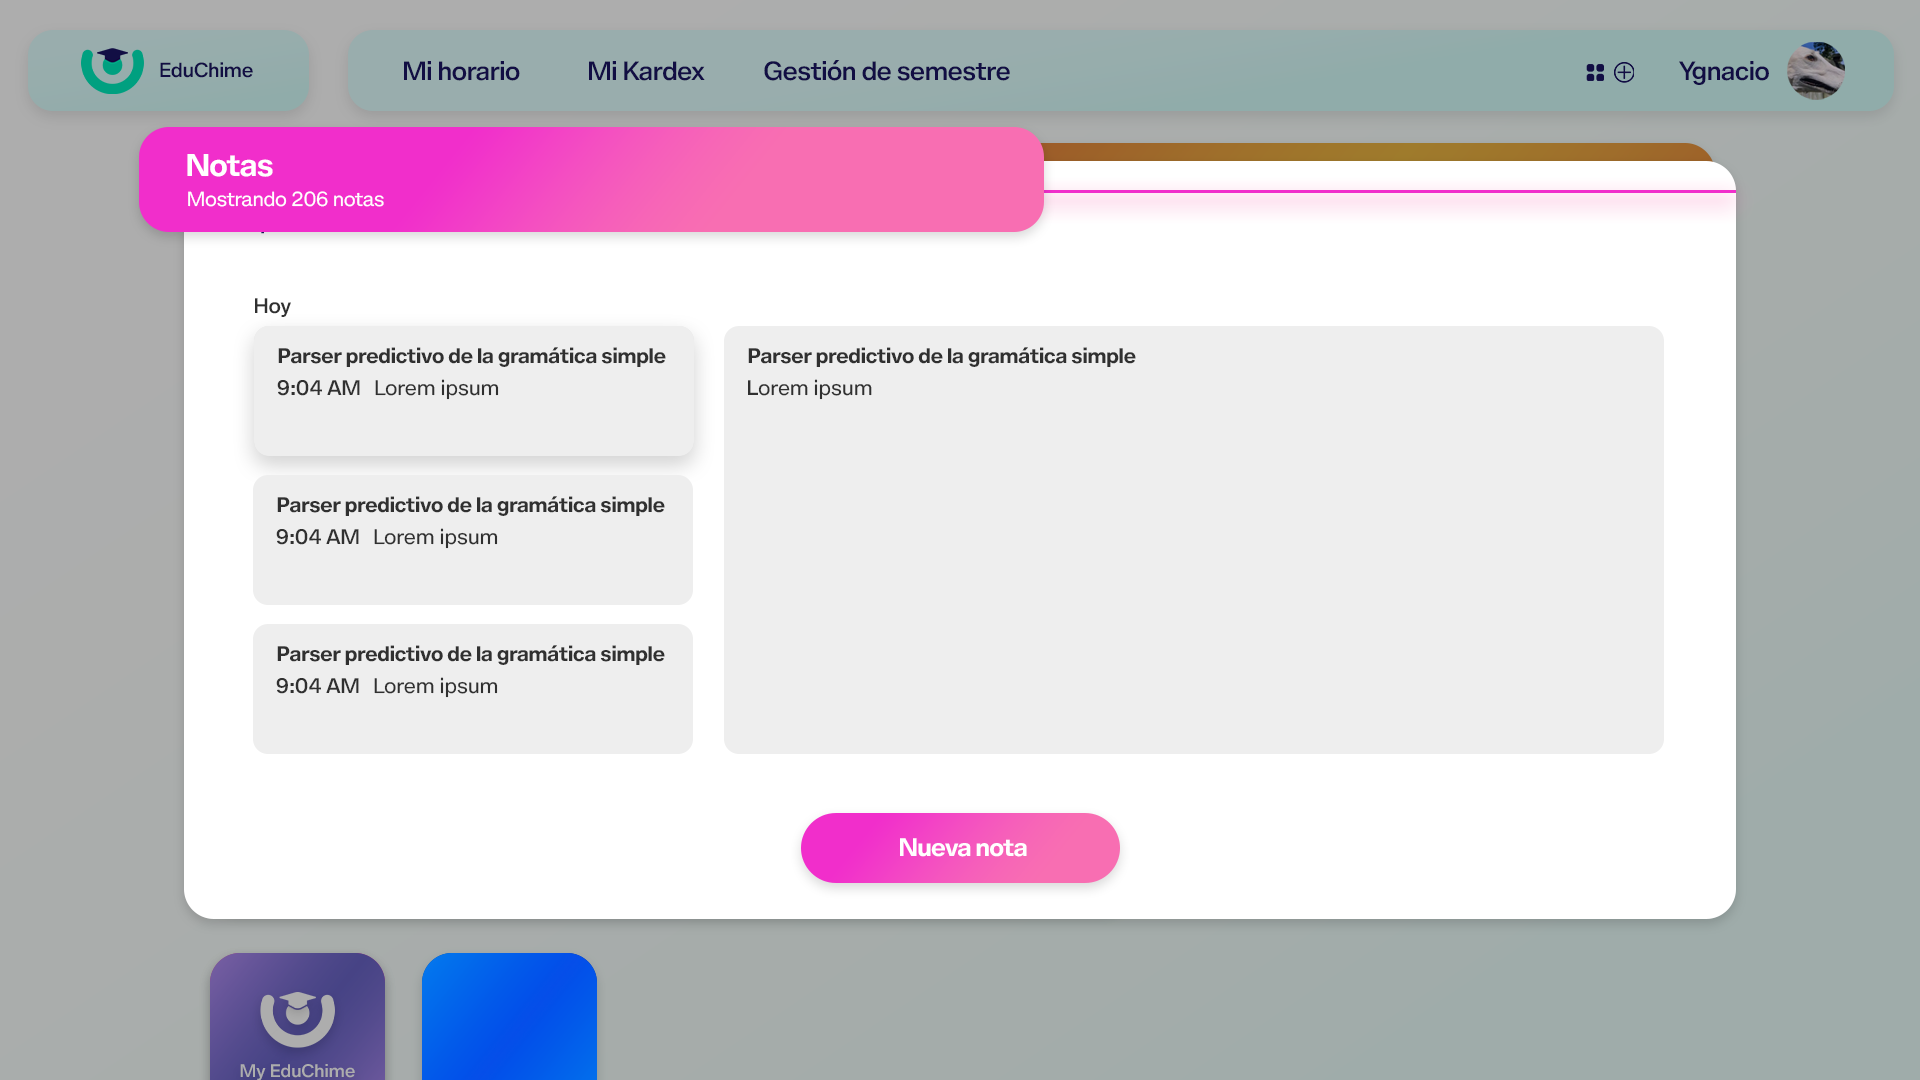 EduChime
Mi horario
Mi Kardex
Gestión de semestre
Ygnacio
Notas
Mostrando 206 notas
Hoy
Parser predictivo de la gramática simple
9:04 AM Lorem ipsum
Parser predictivo de la gramática simple
9:04 AM Lorem ipsum
Parser predictivo de la gramática simple
9:04 AM Lorem ipsum
Parser predictivo de la gramática simple
Lorem ipsum
Nueva nota
My EduChime